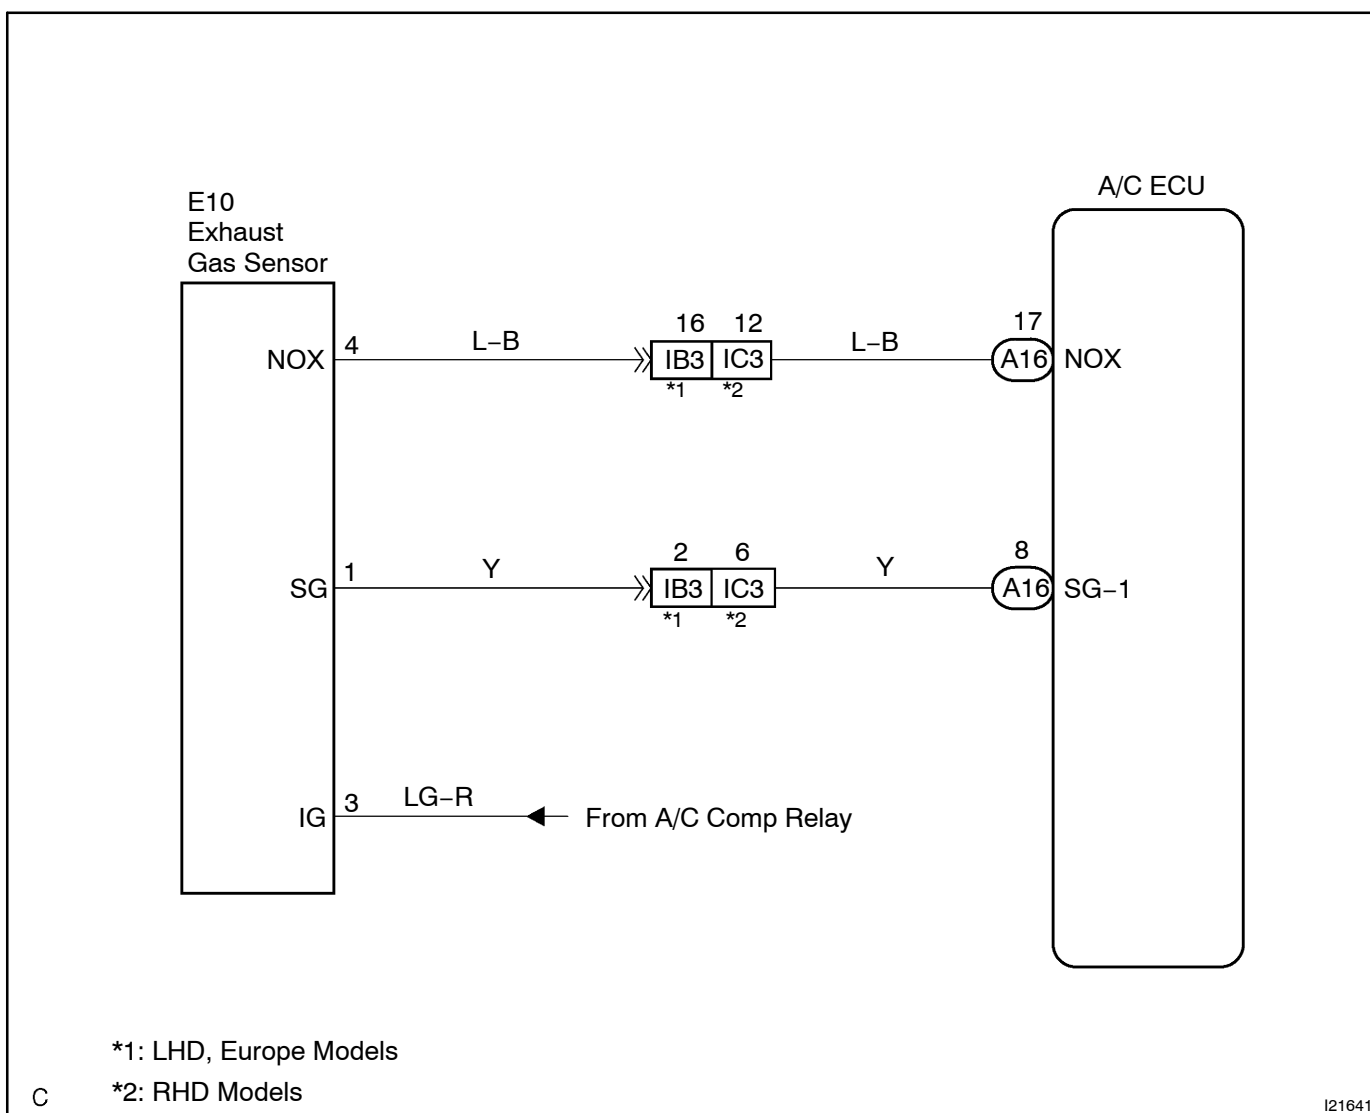 A/C ECU
E10
Exhaust
Gas Sensor
NOX 4 L–B 16 12 L–B 17
IB3 IC3 A16 NOX
*1 *2
SG 1 Y 2 6 Y 8
IB3 IC3 A16 SG–1
*1 *2
IG 3 LG–R From A/C Comp Relay
*1: LHD, Europe Models
*2: RHD Models
C
I21641